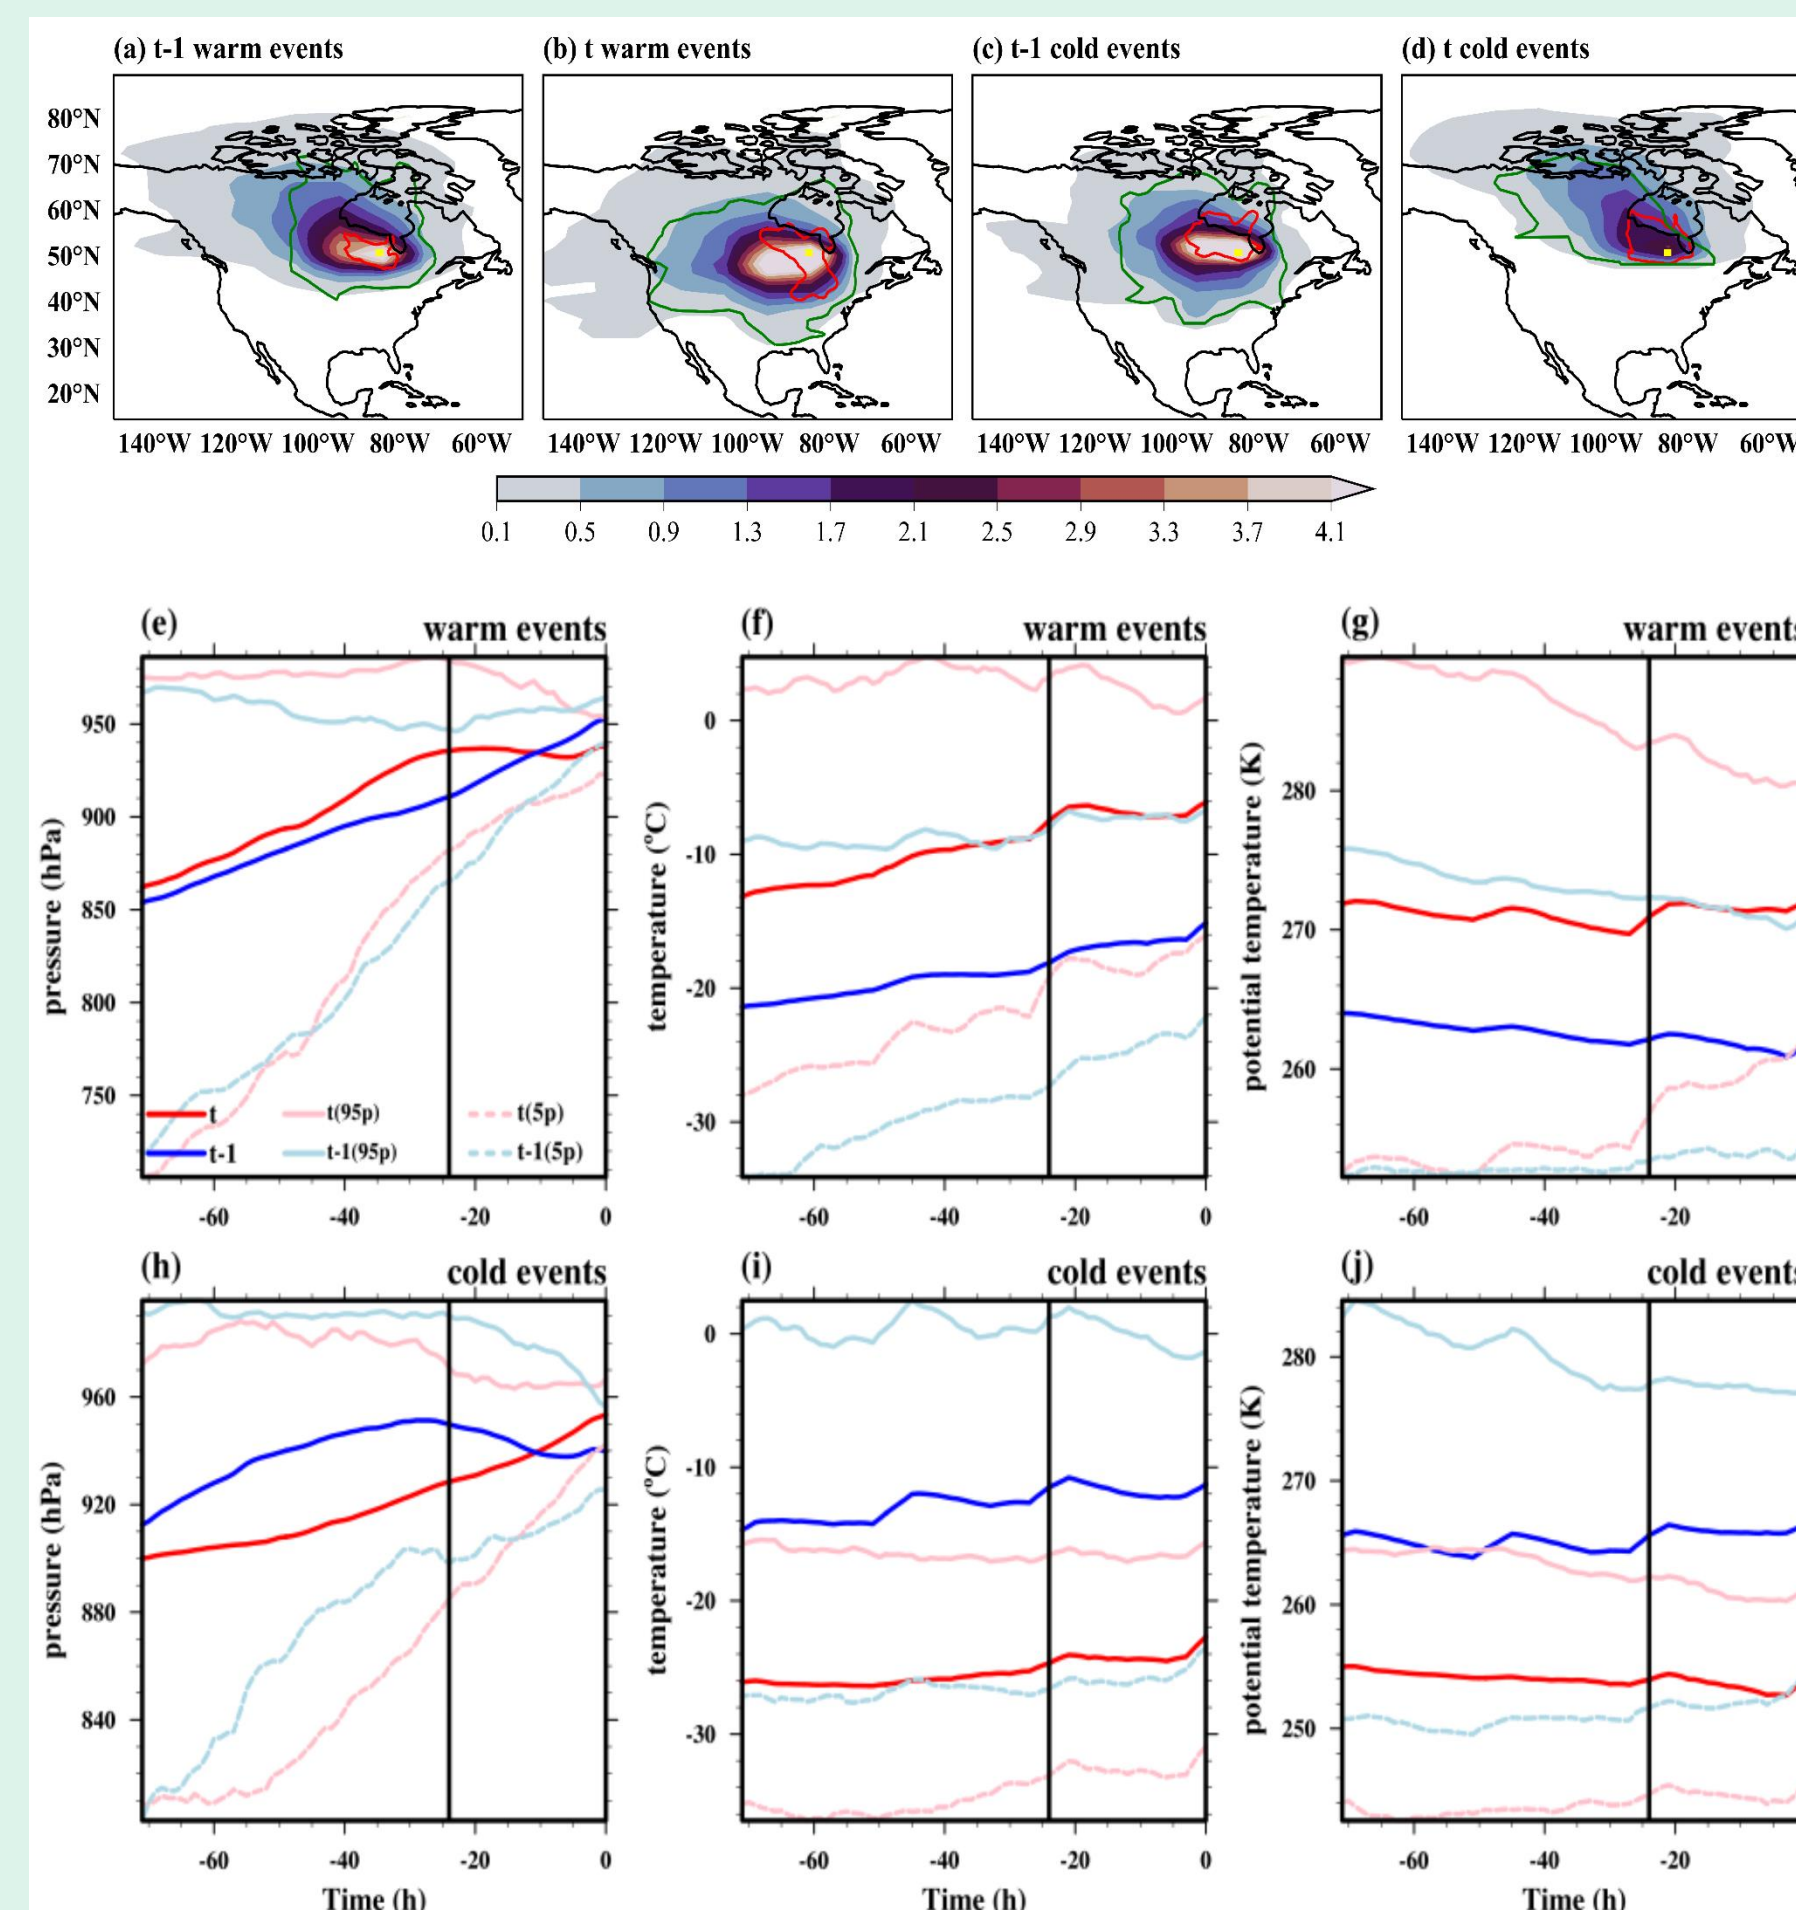 (a) t-1 warm events
(b) t warm events
(c) t-1 cold events
(d) t cold events
80°N
70°N
60°N
50°N
40°N
30°N
20°N
140°W 120°W 100°W 80°W 60°W
140°W 120°W 100°W 80°W 60°W
140°W 120°W 100°W 80°W 60°W
140°W 120°W 100°W 80°W 60°W
0.1 0.5 0.9 1.3 1.7 2.1 2.5 2.9 3.3 3.7 4.1
(e) warm events
pressure (hPa)
950
900
850
800
750
t t(95p) t(5p)
t-1 t-1(95p) t-1(5p)
-60 -40 -20 0
(f) warm events
temperature (°C)
0
-10
-20
-30
-60 -40 -20 0
(g) warm events
potential temperature (K)
280
270
260
-60 -40 -20
(h) cold events
pressure (hPa)
960
920
880
840
-60 -40 -20 0
Time (h)
(i) cold events
temperature (°C)
0
-10
-20
-30
-60 -40 -20 0
Time (h)
(j) cold events
potential temperature (K)
280
270
260
250
-60 -40 -20
Time (h)